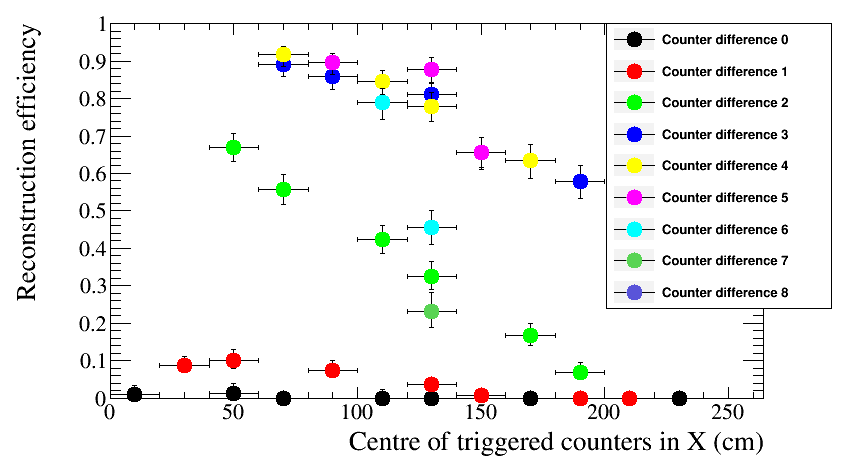 Reconstruction efficiency
1
0.9
0.8
0.7
0.6
0.5
0.4
0.3
0.2
0.1
0
0 50 100 150 200 250
Centre of triggered counters in X (cm)
Counter difference 0
Counter difference 1
Counter difference 2
Counter difference 3
Counter difference 4
Counter difference 5
Counter difference 6
Counter difference 7
Counter difference 8